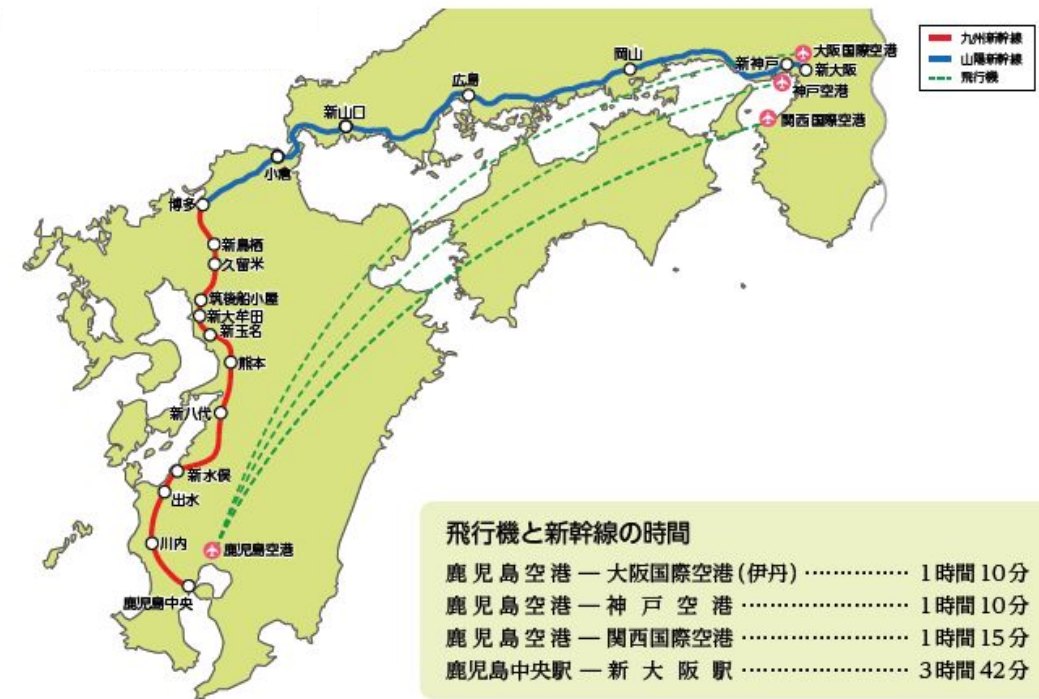 九州新幹線
山陽新幹線
飛行機
大阪国際空港
新神戸
新大阪
岡山
神戸空港
広島
関西国際空港
新山口
小倉
博多
新鳥栖
久留米
筑後船小屋
新大牟田
新玉名
熊本
新八代
新水俣
出水
川内
鹿児島空港
鹿児島中央
飛行機と新幹線の時間
鹿児島空港 ― 大阪国際空港(伊丹) ·············· 1時間10分
鹿児島空港 ― 神戸空港 ······················ 1時間10分
鹿児島空港 ― 関西国際空港 ······················ 1時間15分
鹿児島中央駅 ― 新大阪駅 ······················ 3時間42分